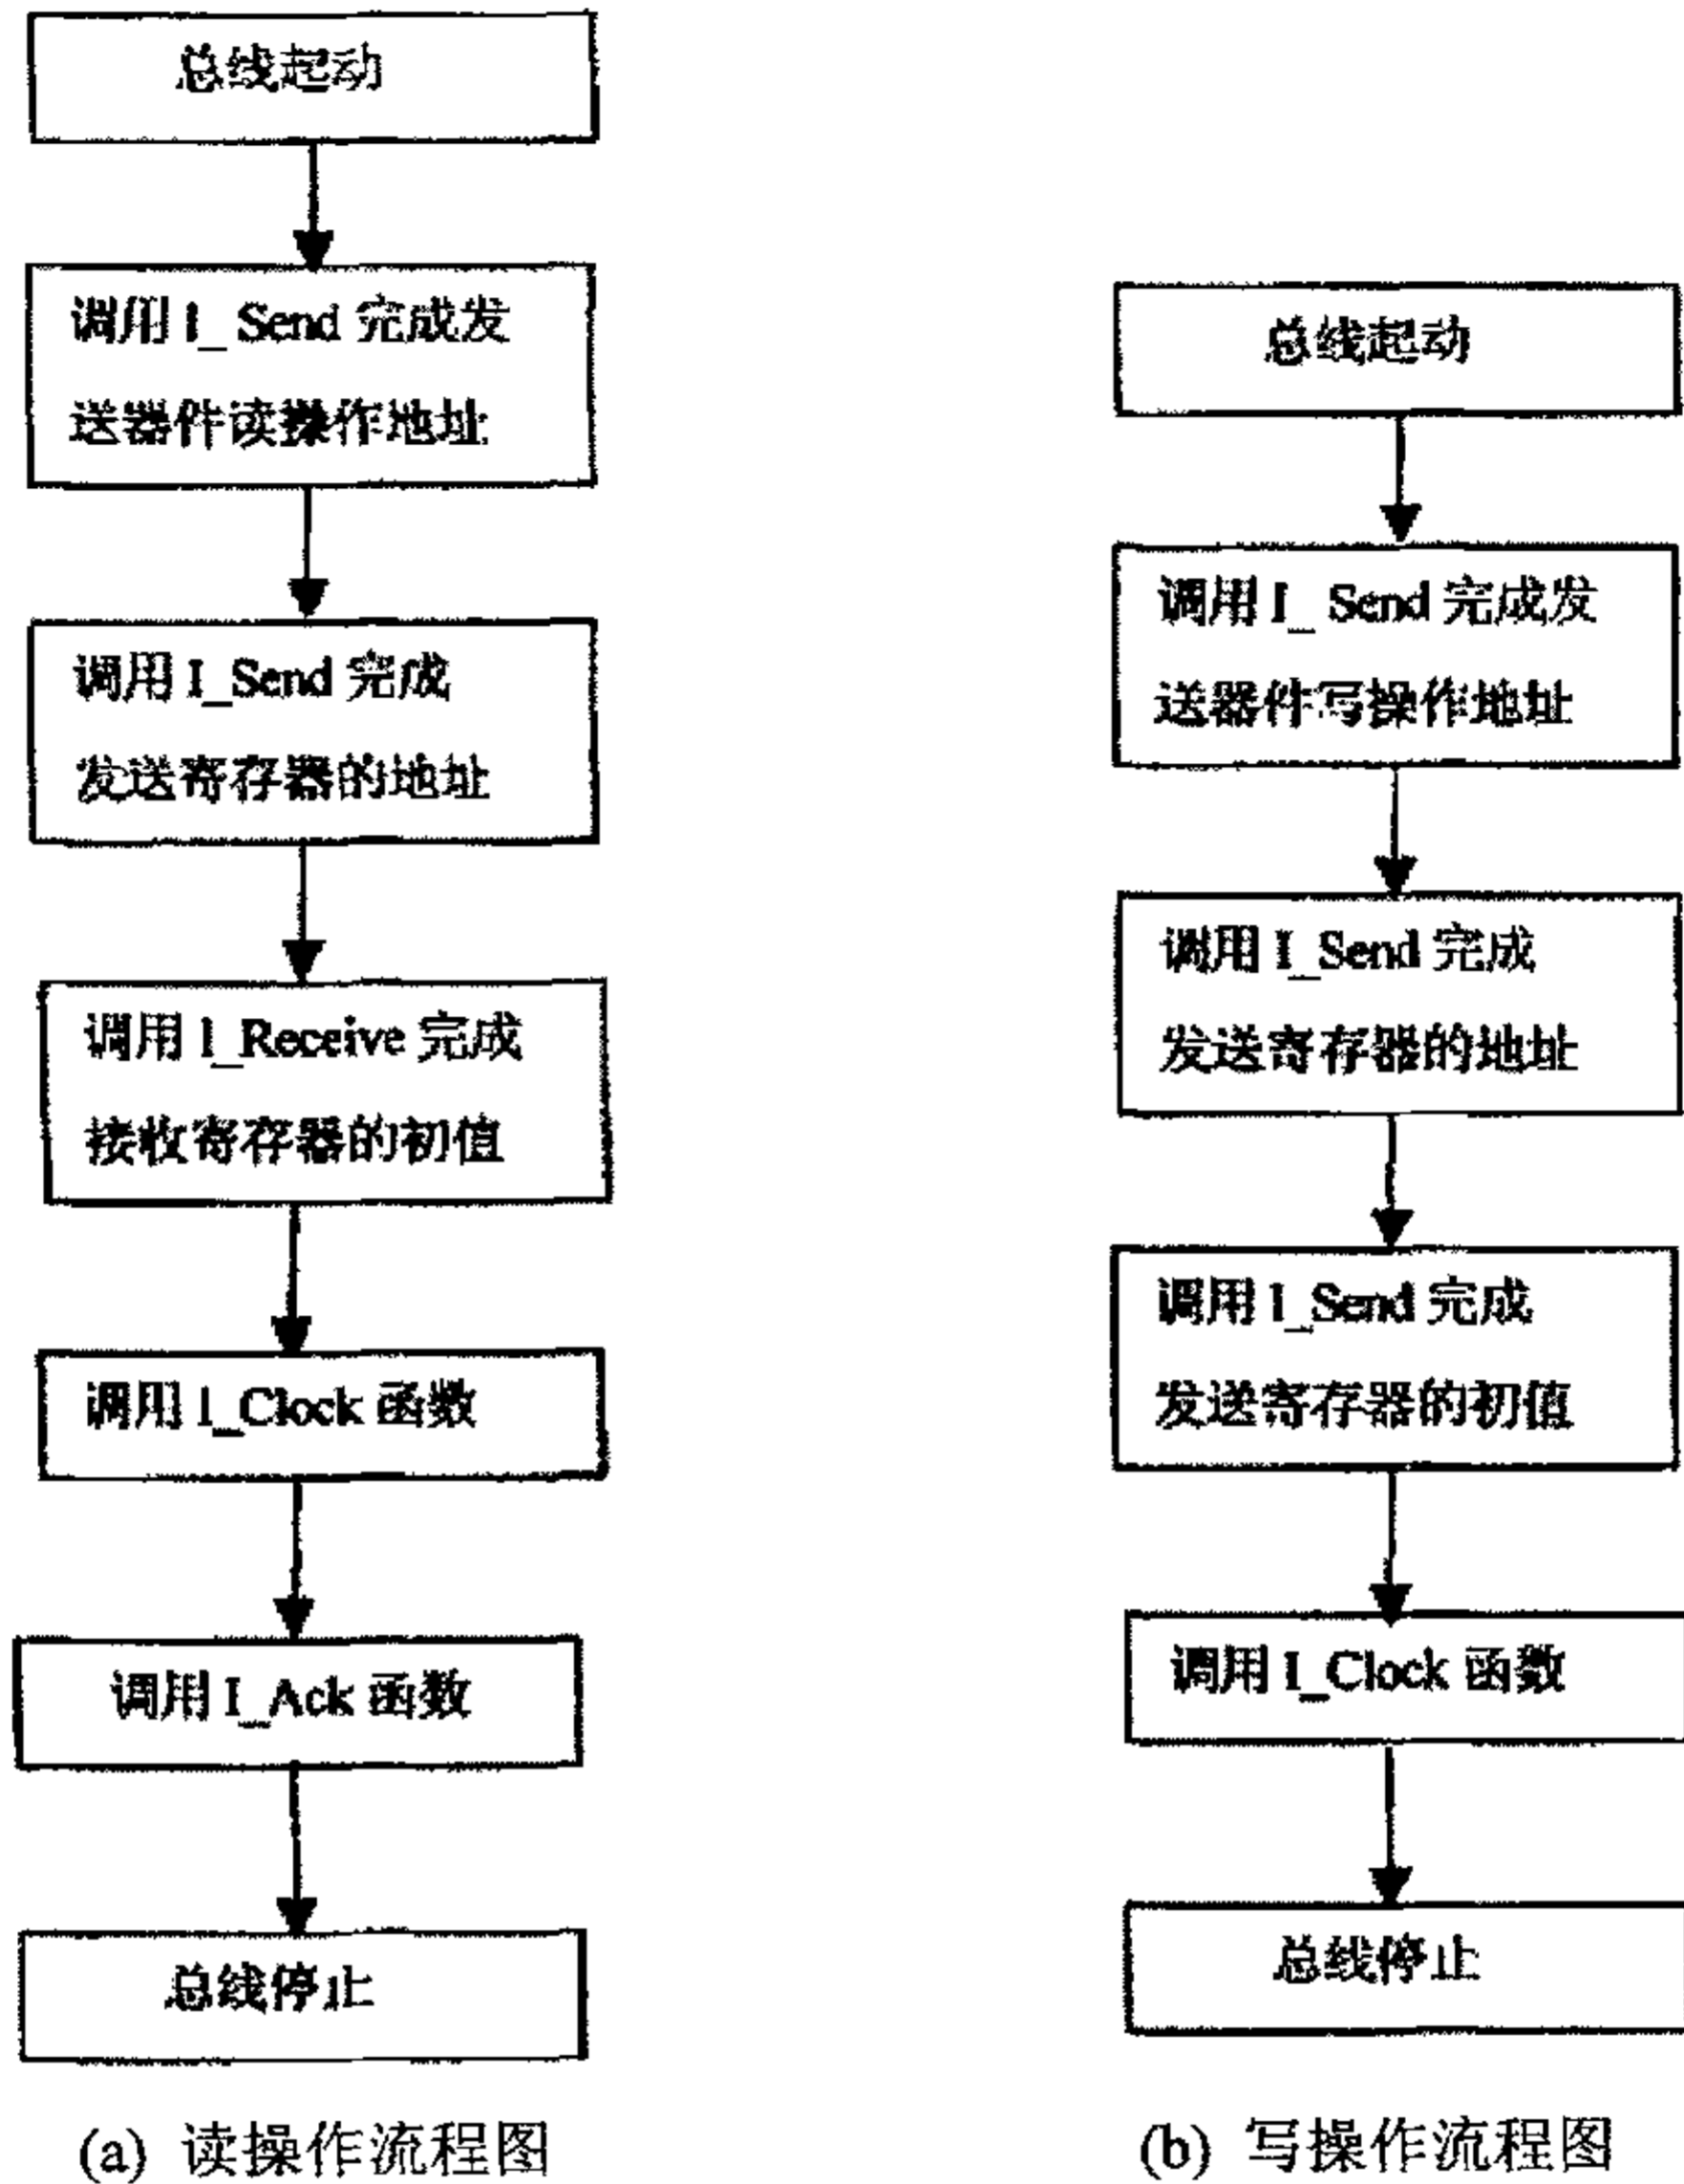 总线起动
调用 I_ Send 完成发
送器件读操作地址
调用 I_Send 完成
发送寄存器的地址
调用 I_Receive 完成
接收寄存器的初值
调用 I_Clock 函数
调用 I_Ack 函数
总线停止
(a) 读操作流程图
总线起动
调用 I_ Send 完成发
送器件写操作地址
调用 I_Send 完成
发送寄存器的地址
调用 I_Send 完成
发送寄存器的初值
调用 I_Clock 函数
总线停止
(b) 写操作流程图